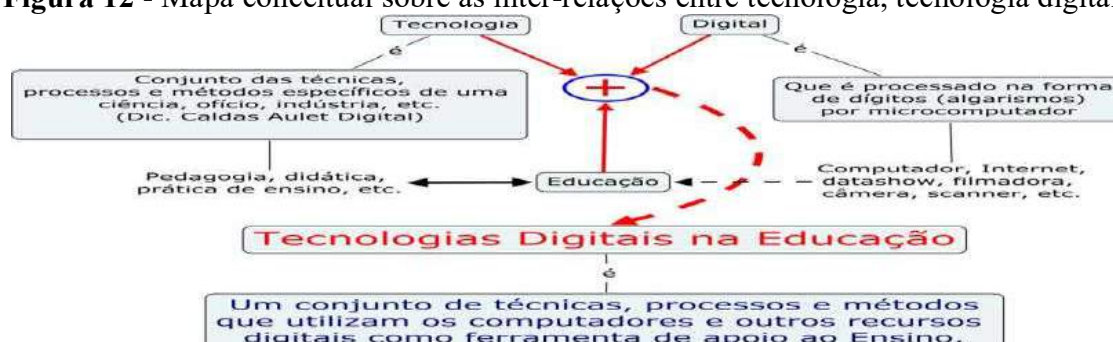 Figura 12 - Mapa conceitual sobre as inter-relações entre tecnologia, tecnologia digital
Tecnologia
Digital
é
é
Conjunto das técnicas,
processos e métodos específicos de uma
ciência, ofício, indústria, etc.
(Dic. Caldas Aulet Digital)
+
Que é processado na forma
de dígitos (algarismos)
por microcomputador
Pedagogia, didática,
prática de ensino, etc.
Educação
Computador, Internet,
datashow, filmadora,
câmera, scanner, etc.
Tecnologias Digitais na Educação
é
Um conjunto de técnicas, processos e métodos
que utilizam os computadores e outros recursos
digitais como ferramenta de apoio ao Ensino.